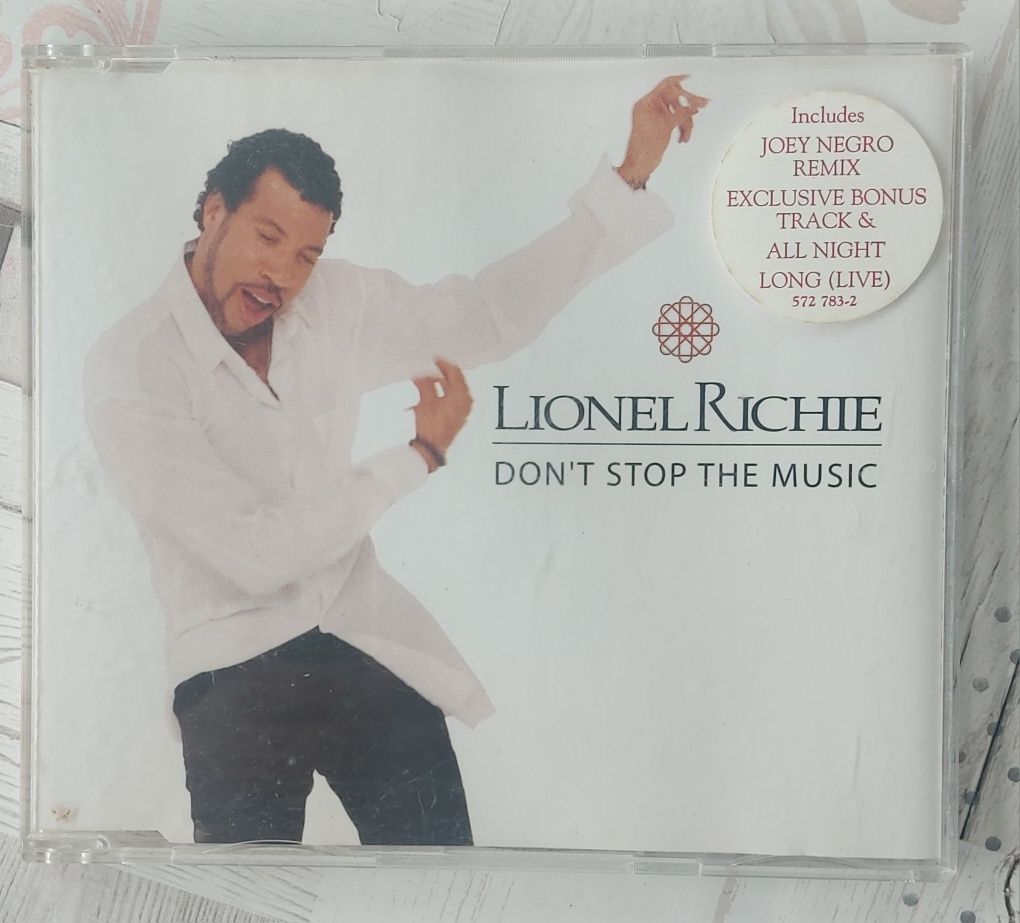 Includes
JOEY NEGRO
REMIX
EXCLUSIVE BONUS
TRACK &
ALL NIGHT
LONG (LIVE)
572 783-2
LIONEL RICHIE
DON'T STOP THE MUSIC